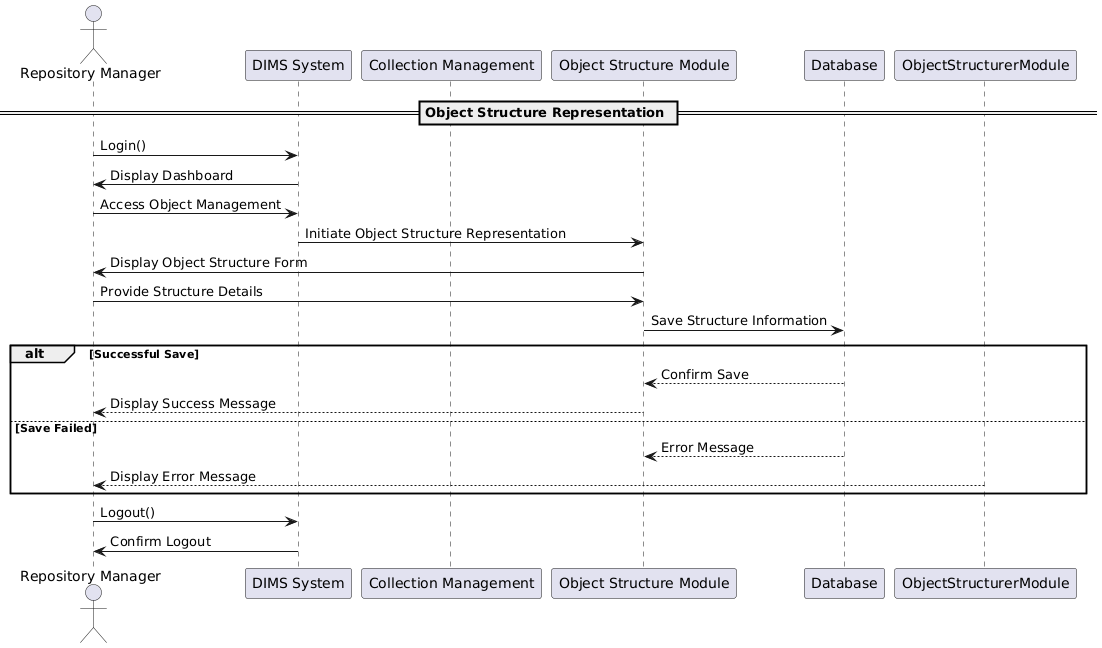 Repository Manager
DIMS System
Collection Management
Object Structure Module
Database
ObjectStructurerModule
Object Structure Representation
Login()
Display Dashboard
Access Object Management
Initiate Object Structure Representation
Display Object Structure Form
Provide Structure Details
Save Structure Information
alt
[Successful Save]
Confirm Save
Display Success Message
[Save Failed]
Error Message
Display Error Message
Logout()
Confirm Logout
Repository Manager
DIMS System
Collection Management
Object Structure Module
Database
ObjectStructurerModule